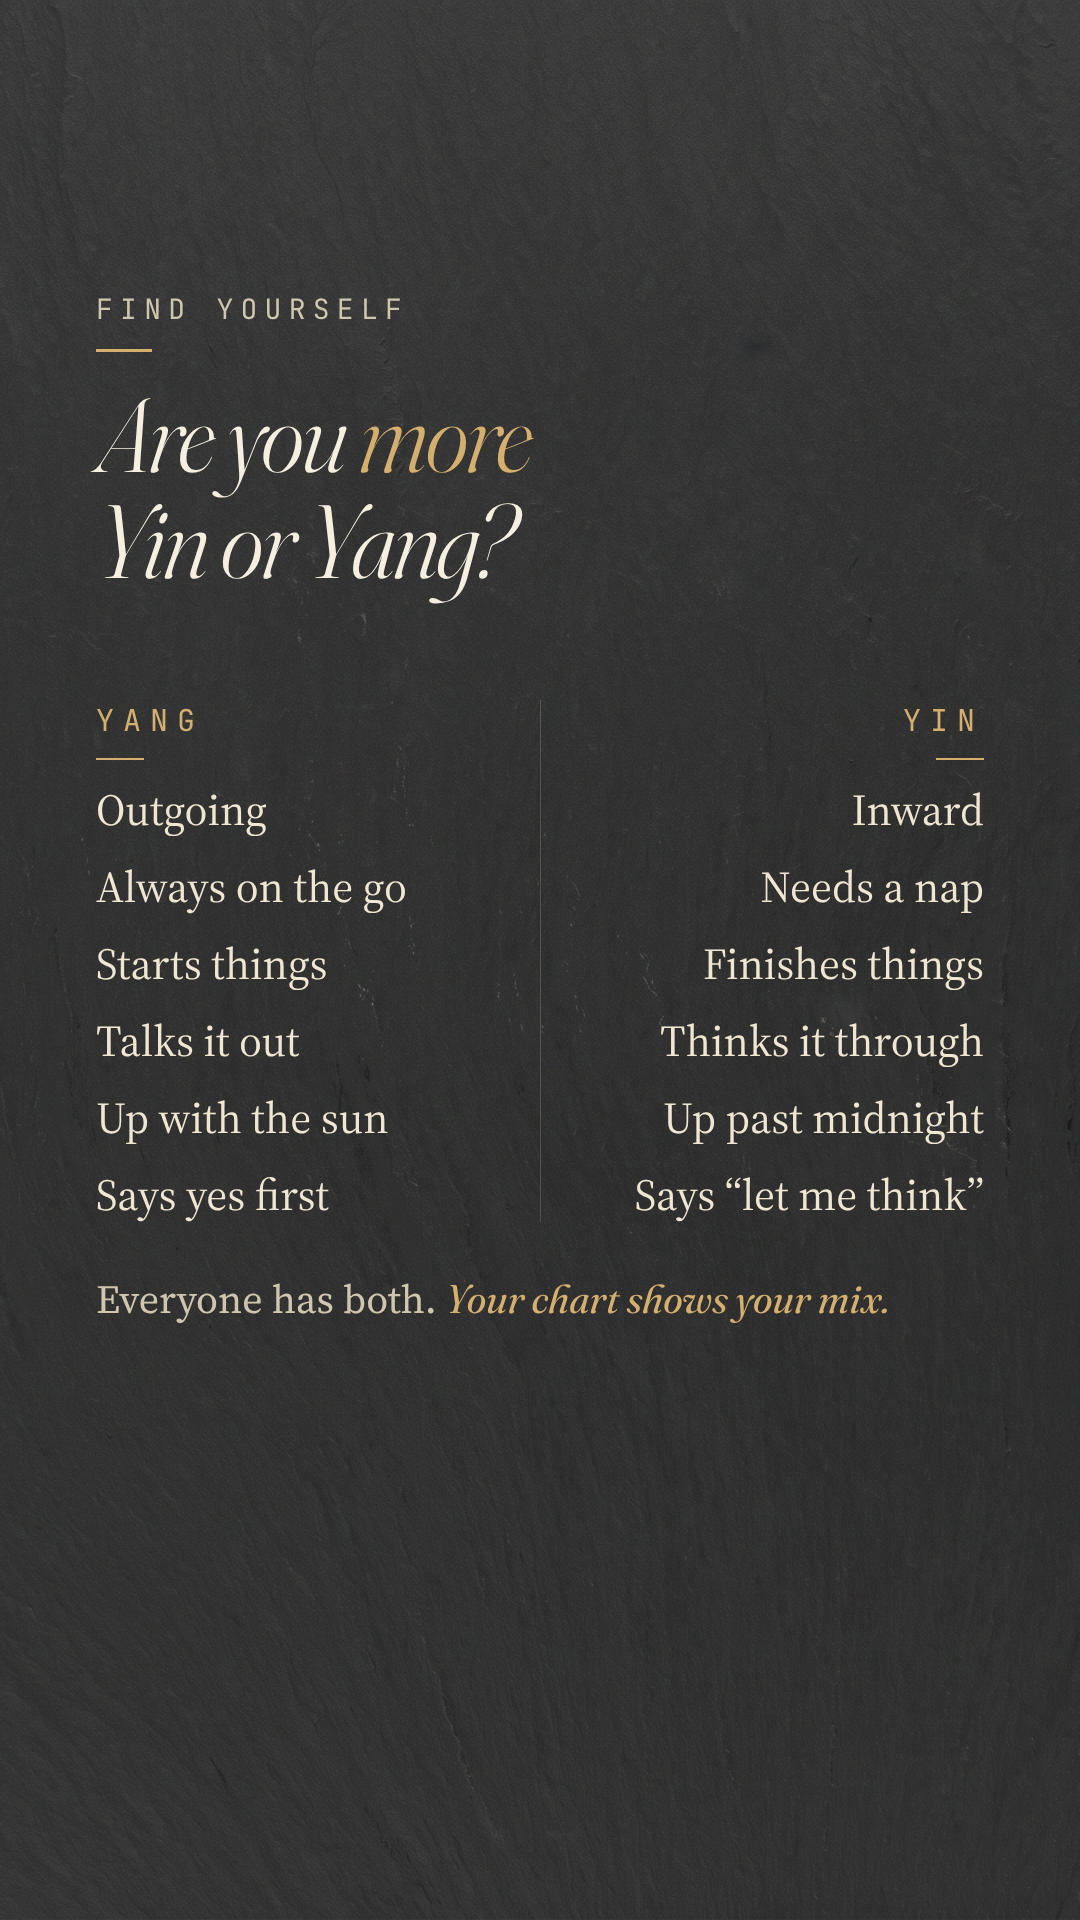 FIND YOURSELF
Are you more
Yin or Yang?
YANG
Outgoing
Always on the go
Starts things
Talks it out
Up with the sun
Says yes first
YIN
Inward
Needs a nap
Finishes things
Thinks it through
Up past midnight
Says “let me think”
Everyone has both. Your chart shows your mix.